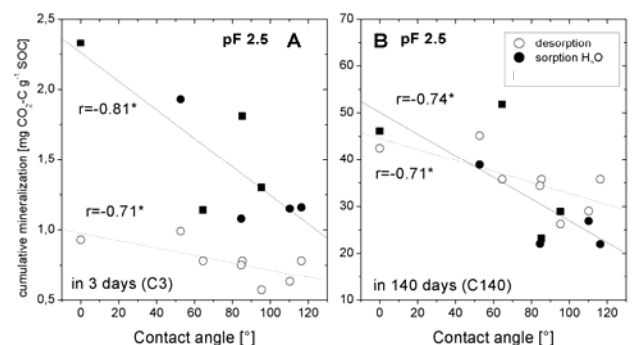 pF 2.5 A
r=-0.81*
r=-0.71*
in 3 days (C3)
cumulative mineralization [mg CO2-C g-1 SOC]
2,5
2,0
1,5
1,0
0,5
0 20 40 60 80 100 120
Contact angle [°]
B pF 2.5
desorption
sorption H2O
r=-0.74*
r=-0.71*
in 140 days (C140)
70
60
50
40
30
20
10
0 20 40 60 80 100 120
Contact angle [°]